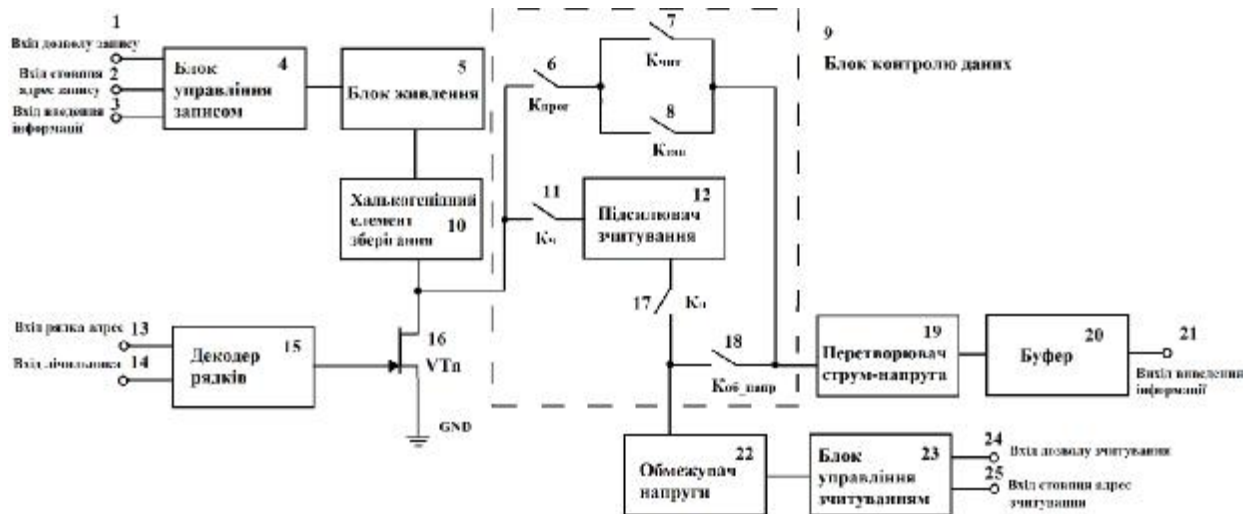 1
Вхід дозволу запису
2
Вхід стовпця
адрес запису
3
Вхід введення
інформації
4
Блок
управління
записом
5
Блок живлення
6
Кпрог
7
Кчит
8
9
Блок контролю даних
Халькогенідний
елемент
зберігання
10
11
Кч
12
Підсилювач
зчитування
13
Вхід рядка адрес
14
Вхід лічильника
15
Декодер
рядків
16
VTn
GND
17
18
Коб_напр
19
Перетворювач
струм-напруга
20
Буфер
21
Вихід виведення
інформації
22
Обмежувач
напруги
23
Блок
управління
зчитуванням
24
Вхід дозволу зчитування
25
Вхід стовпця адрес
зчитування